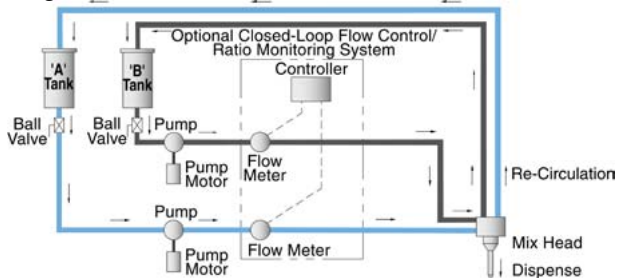 Optional Closed-Loop Flow Control/
Ratio Monitoring System
Controller
'A'
Tank
'B'
Tank
Ball
Valve
Ball
Valve
Pump
Pump
Motor
Flow
Meter
Re-Circulation
Pump
Pump
Motor
Flow Meter
Mix Head
Dispense